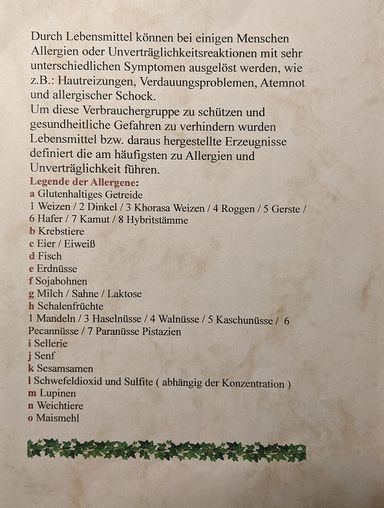 Durch Lebensmittel können bei einigen Menschen
Allergien oder Unverträglichkeitsreaktionen mit sehr
unterschiedlichen Symptomen ausgelöst werden, wie
z.B.: Hautreizungen, Verdauungsproblemen, Atemnot
und allergischer Schock.
Um diese Verbrauchergruppe zu schützen und
gesundheitliche Gefahren zu verhindern wurden
Lebensmittel bzw. daraus hergestellte Erzeugnisse
definiert die am häufigsten zu Allergien und
Unverträglichkeit führen.
Legende der Allergene:
a Glutenhaltiges Getreide
1 Weizen / 2 Dinkel / 3 Khorasa Weizen / 4 Roggen / 5 Gerste /
6 Hafer / 7 Kamut / 8 Hybritstämme
b Krebstiere
c Eier / Eiweiß
d Fisch
e Erdnüsse
f Sojabohnen
g Milch / Sahne / Laktose
h Schalenfrüchte
1 Mandeln / 3 Haselnüsse / 4 Walnüsse / 5 Kaschunüsse / 6
Pecannüsse / 7 Paranüsse Pistazien
i Sellerie
j Senf
k Sesamsamen
l Schwefeldioxid und Sulfite ( abhängig der Konzentration )
m Lupinen
n Weichtiere
o Maismehl